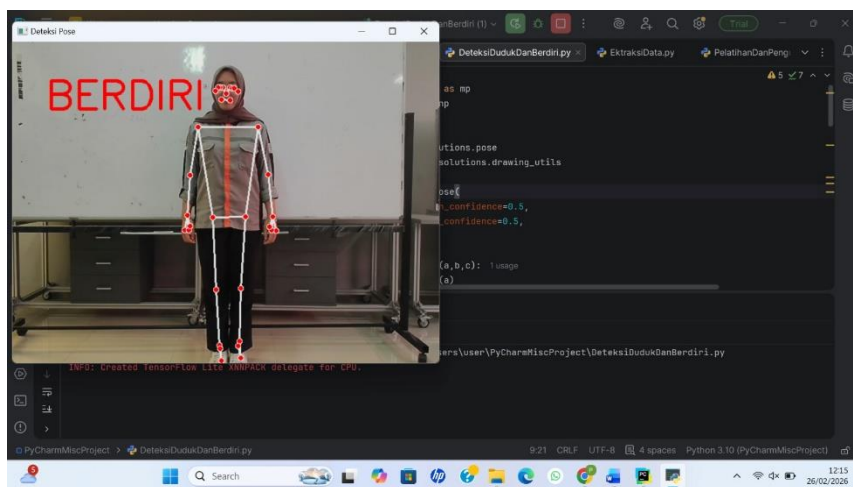 Deteksi Pose
anBerdiri (1)
Trial
BERDIRI
DeteksiDudukDanBerdiri.py
EktraksiData.py
PelatihanDanPeng
5 7
as mp
np
utions.pose
solutions.drawing_utils
ose(
n_confidence=0.5,
_confidence=0.5,
(a,b,c): 1 usage
(a)
sers\user\PyCharmMiscProject\DeteksiDudukDanBerdiri.py
INFO: Created TensorFlow Lite XNNPACK delegate for CPU.
PyCharmMiscProject > DeteksiDudukDanBerdiri.py
9:21 CRLF UTF-8 4 spaces Python 3.10 (PyCharmMiscProject)
Search
12:15
26/02/2026